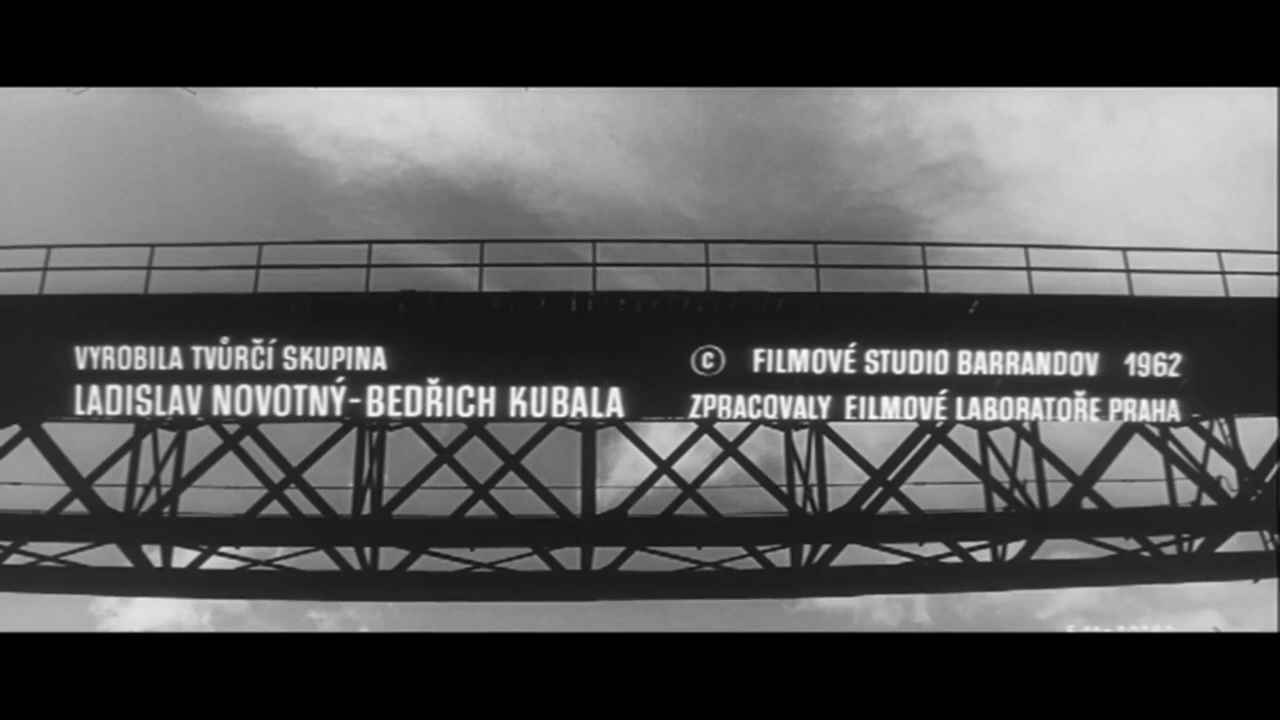 VYROBILA TVŮRČÍ SKUPINA
LADISLAV NOVOTNÝ-BEDŘICH KUBALA
© FILMOVÉ STUDIO BARRANDOV 1962
ZPRACOVALY FILMOVÉ LABORATOŘE PRAHA